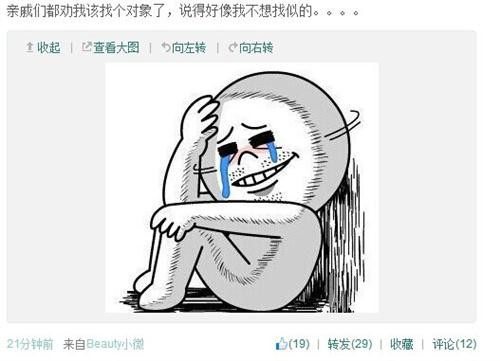 亲戚们都劝我该找个对象了，说得好像我不想找似的。。。。
收起 | 查看大图 | 向左转 | 向右转
21分钟前 来自Beauty小微 (19) | 转发(29) | 收藏 | 评论(12)